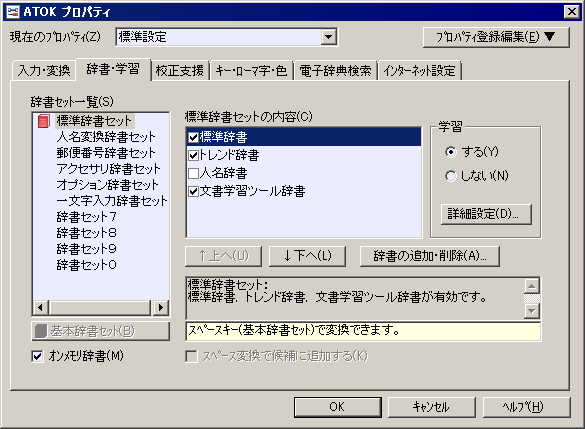 ATOK プロパティ
現在のプロパティ(Z)
標準設定
プロパティ登録編集(E) ▼
入力・変換
辞書・学習
校正支援
キー・ローマ字・色
電子辞典検索
インターネット設定
辞書セット一覧(S)
標準辞書セット
人名変換辞書セット
郵便番号辞書セット
アクセサリ辞書セット
オプション辞書セット
一文字入力辞書セット
辞書セット7
辞書セット8
辞書セット9
辞書セット0
基本辞書セット(B)
オンメモリ辞書(M)
標準辞書セットの内容(C)
標準辞書
トレンド辞書
人名辞書
文書学習ツール辞書
学習
する(Y)
しない(N)
詳細設定(D)...
↑上へ(U)
↓下へ(L)
辞書の追加・削除(A)...
標準辞書セット:
標準辞書, トレンド辞書, 文書学習ツール辞書が有効です。
スペースキー(基本辞書セット)で変換できます。
スペース変換で候補に追加する(K)
OK
キャンセル
ヘルプ(H)